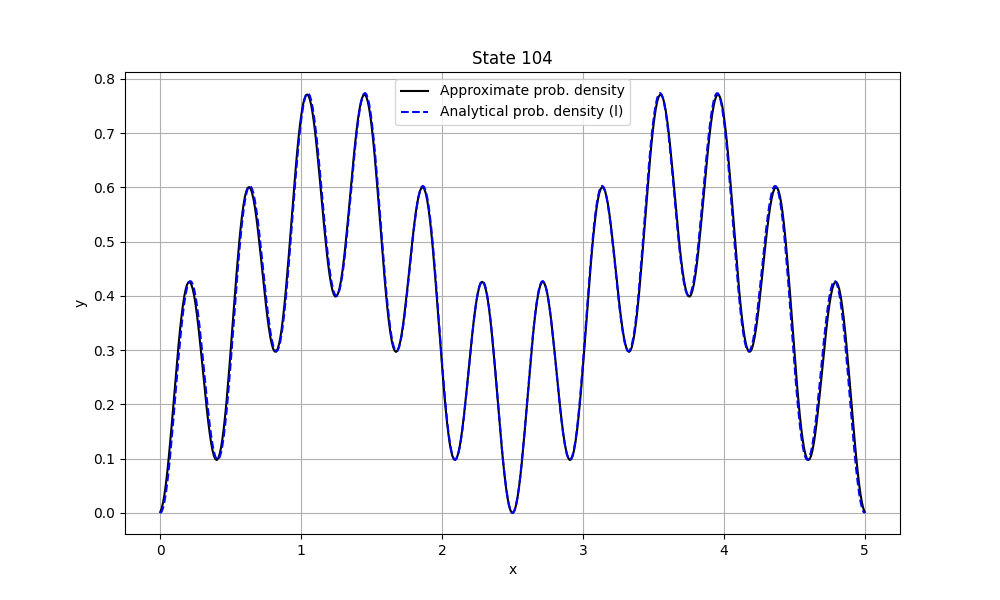 State 104
Approximate prob. density
Analytical prob. density (l)
0.8
0.7
0.6
0.5
0.4
0.3
0.2
0.1
0.0
y
0 1 2 3 4 5
x